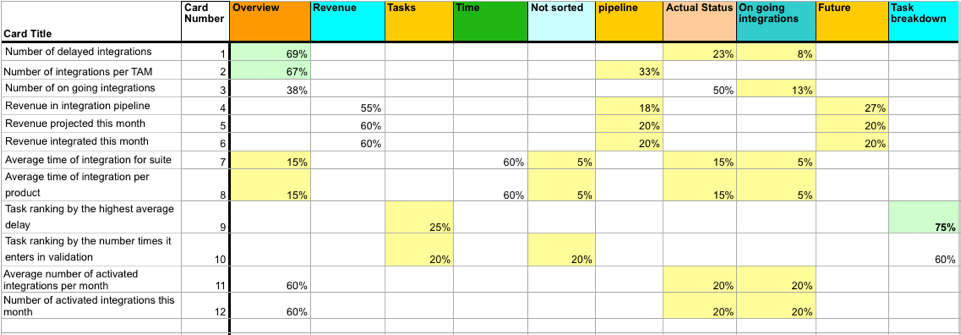 Card Title Card Number Overview Revenue Tasks Time Not sorted pipeline Actual Status On going integrations Future Task breakdown
Number of delayed integrations 1 69% 23% 8%
Number of integrations per TAM 2 67% 33%
Number of on going integrations 3 38% 50% 13%
Revenue in integration pipeline 4 55% 18% 27%
Revenue projected this month 5 60% 20% 20%
Revenue integrated this month 6 60% 20% 20%
Average time of integration for suite 7 15% 60% 5% 15% 5%
Average time of integration per product 8 15% 60% 5% 15% 5%
Task ranking by the highest average delay 9 25% 75%
Task ranking by the number times it enters in validation 10 20% 20% 60%
Average number of activated integrations per month 11 60% 20% 20%
Number of activated integrations this month 12 60% 20% 20%